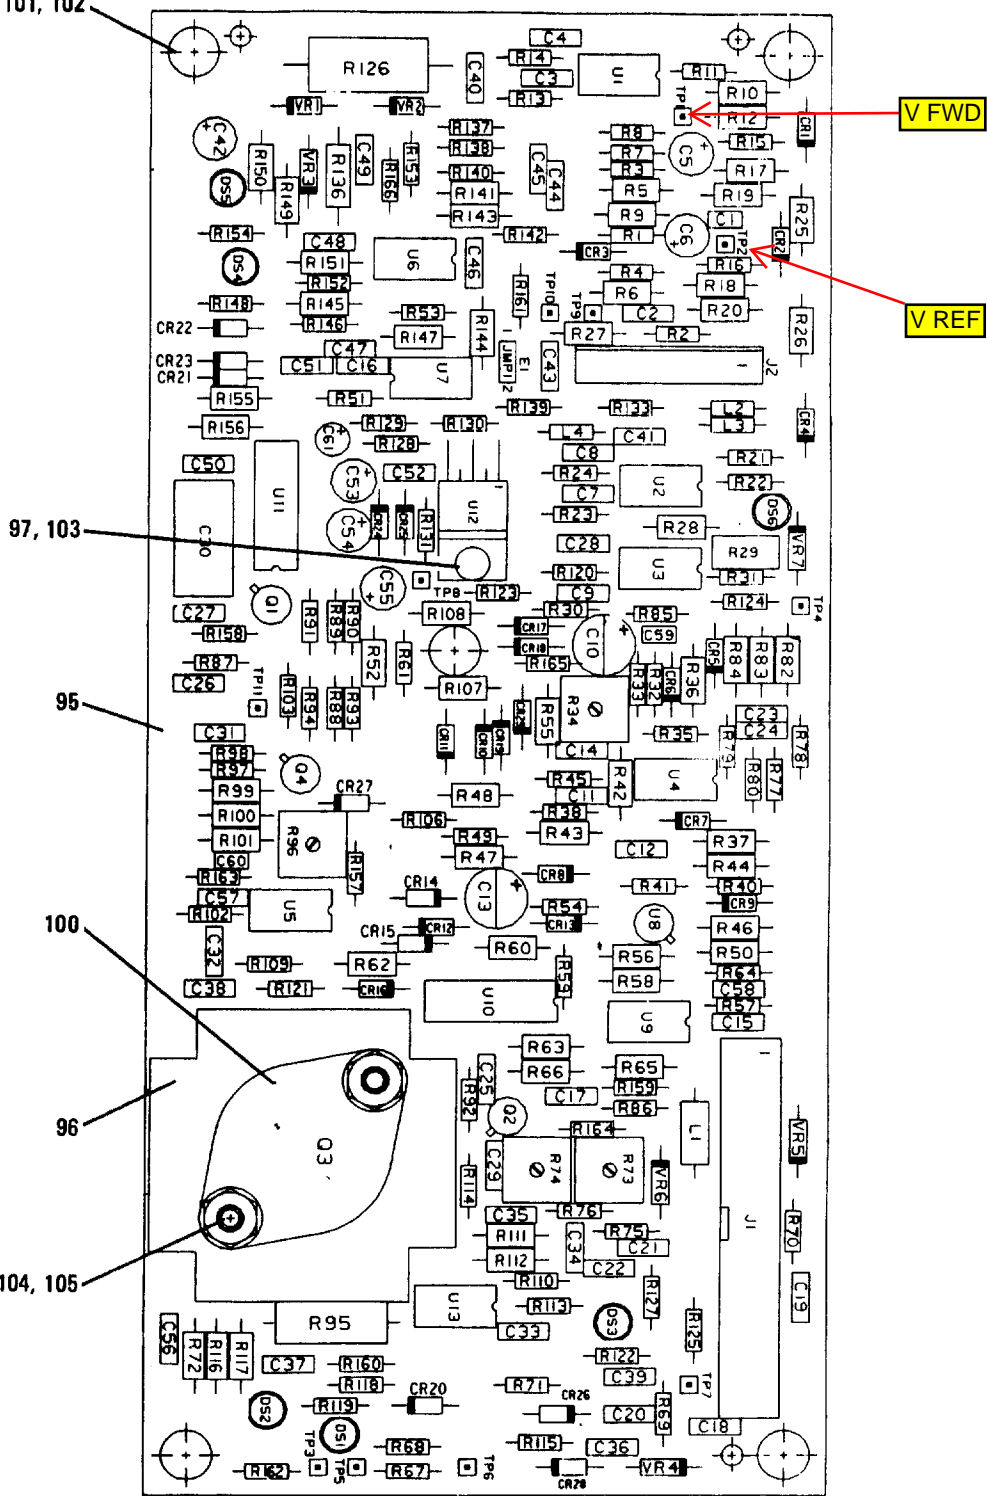 101, 102
C4
R14
C3
R13
C40
R126
U1
R11
R10
R12
TP1
V FWD
VR1
VR2
C42
R137
R138
R8
R7
R3
C5
R15
CR1
R150
VR3
R136
C49
R166
R153
R140
R141
C45
C44
R5
R17
R19
DS5
R149
R143
R9
C1
R25
R154
C48
R142
R1
C6
TP2
CR2
DS4
R151
U6
C46
CR3
R4
R16
R152
R6
R18
R148
R145
R53
R161
TP10
TP9
C2
R20
V REF
CR22
R146
R147
R144
R27
R2
R26
CR23
C47
C51
C16
U7
E1
JMP1
2
C43
J2
CR21
R155
R51
R139
R133
L2
L3
CR4
R156
C61
R129
R128
R130
L4
C41
C8
C50
C53
C52
R24
U2
R21
R22
U11
C7
C30
C54
CR24
CR25
R131
U12
R23
R28
DS6
97, 103
C28
U3
R29
VR7
C55
TP8
R123
R120
C9
R31
Q1
R108
R30
R85
R124
TP4
C27
R91
R89
R90
CR17
C10
C59
R158
R52
R61
CR18
R165
CR5
R84
R83
R82
R87
C26
TP11
R103
R94
R88
R93
R107
R33
R32
CR6
R36
95
R55
R34
C23
C24
C31
CR11
CR10
CR19
CR29
C14
R35
R79
R78
R98
R97
Q4
R45
R42
U4
R80
R77
R99
CR27
R48
C11
R100
R106
R38
CR7
R101
R96
R49
R43
R37
C60
R157
R47
C12
R44
R163
CR14
CR8
C57
C13
R41
R40
R102
U5
R54
CR9
100
CR15
CR12
CR13
U8
R46
C32
R60
R56
R50
R109
R62
R59
R58
R64
C38
R121
CR16
U10
C58
R57
U9
C15
R63
R66
R65
C25
R159
96
R92
C17
R86
Q2
L1
VR5
Q3
R164
C29
R74
R73
VR6
R114
C35
R76
J1
R70
R111
C34
R75
C21
R112
C22
104, 105
R110
R127
C19
U13
R113
DS3
R125
R95
C33
C56
R72
R116
R117
C37
R160
R122
C39
R118
CR20
R71
CR26
TP7
DS2
R119
C20
R69
C18
DS1
R68
R115
C36
R162
TP3
TP5
R67
TP6
CR28
VR4